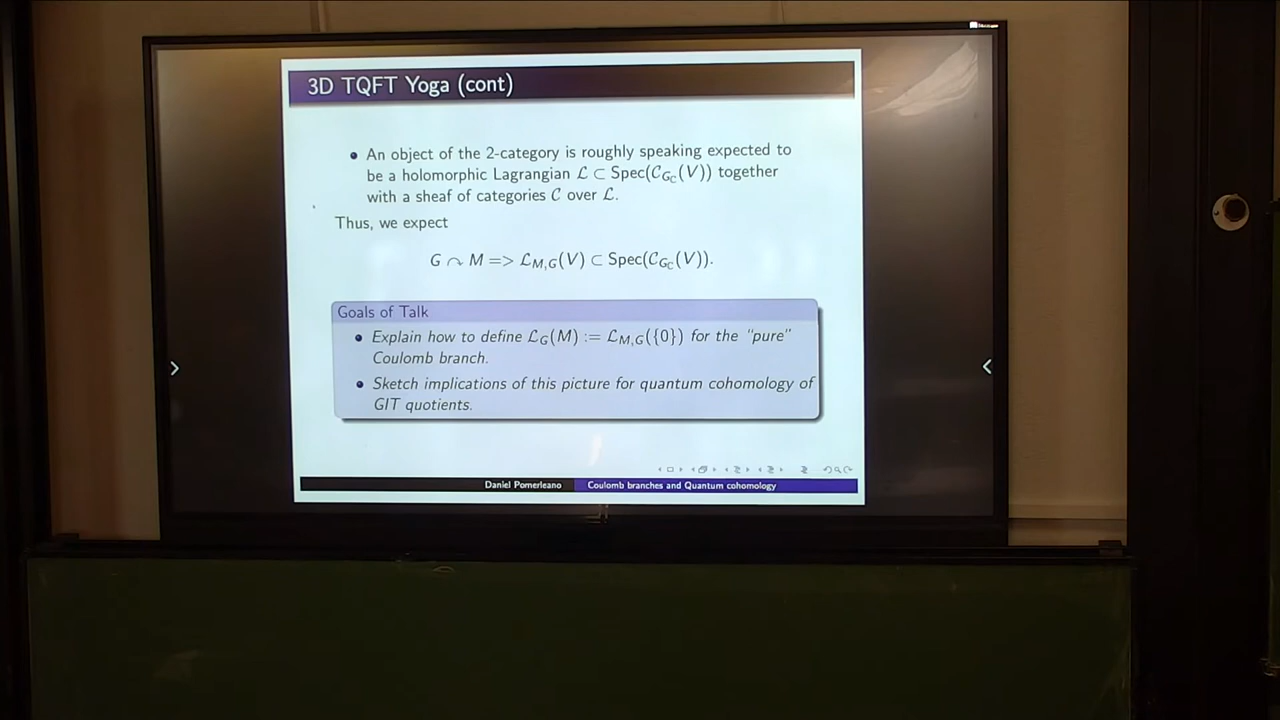 3D TQFT Yoga (cont)
• An object of the 2-category is roughly speaking expected to
be a holomorphic Lagrangian ℒ ⊂ Spec(𝒞_{G_ℂ}(V)) together
with a sheaf of categories 𝒞 over ℒ.
Thus, we expect
G ↷ M => ℒ_{M,G}(V) ⊂ Spec(𝒞_{G_ℂ}(V)).
Goals of Talk
• Explain how to define ℒ_G(M) := ℒ_{M,G}({0}) for the "pure"
Coulomb branch.
• Sketch implications of this picture for quantum cohomology of
GIT quotients.
Daniel Pomerleano Coulomb branches and Quantum cohomology